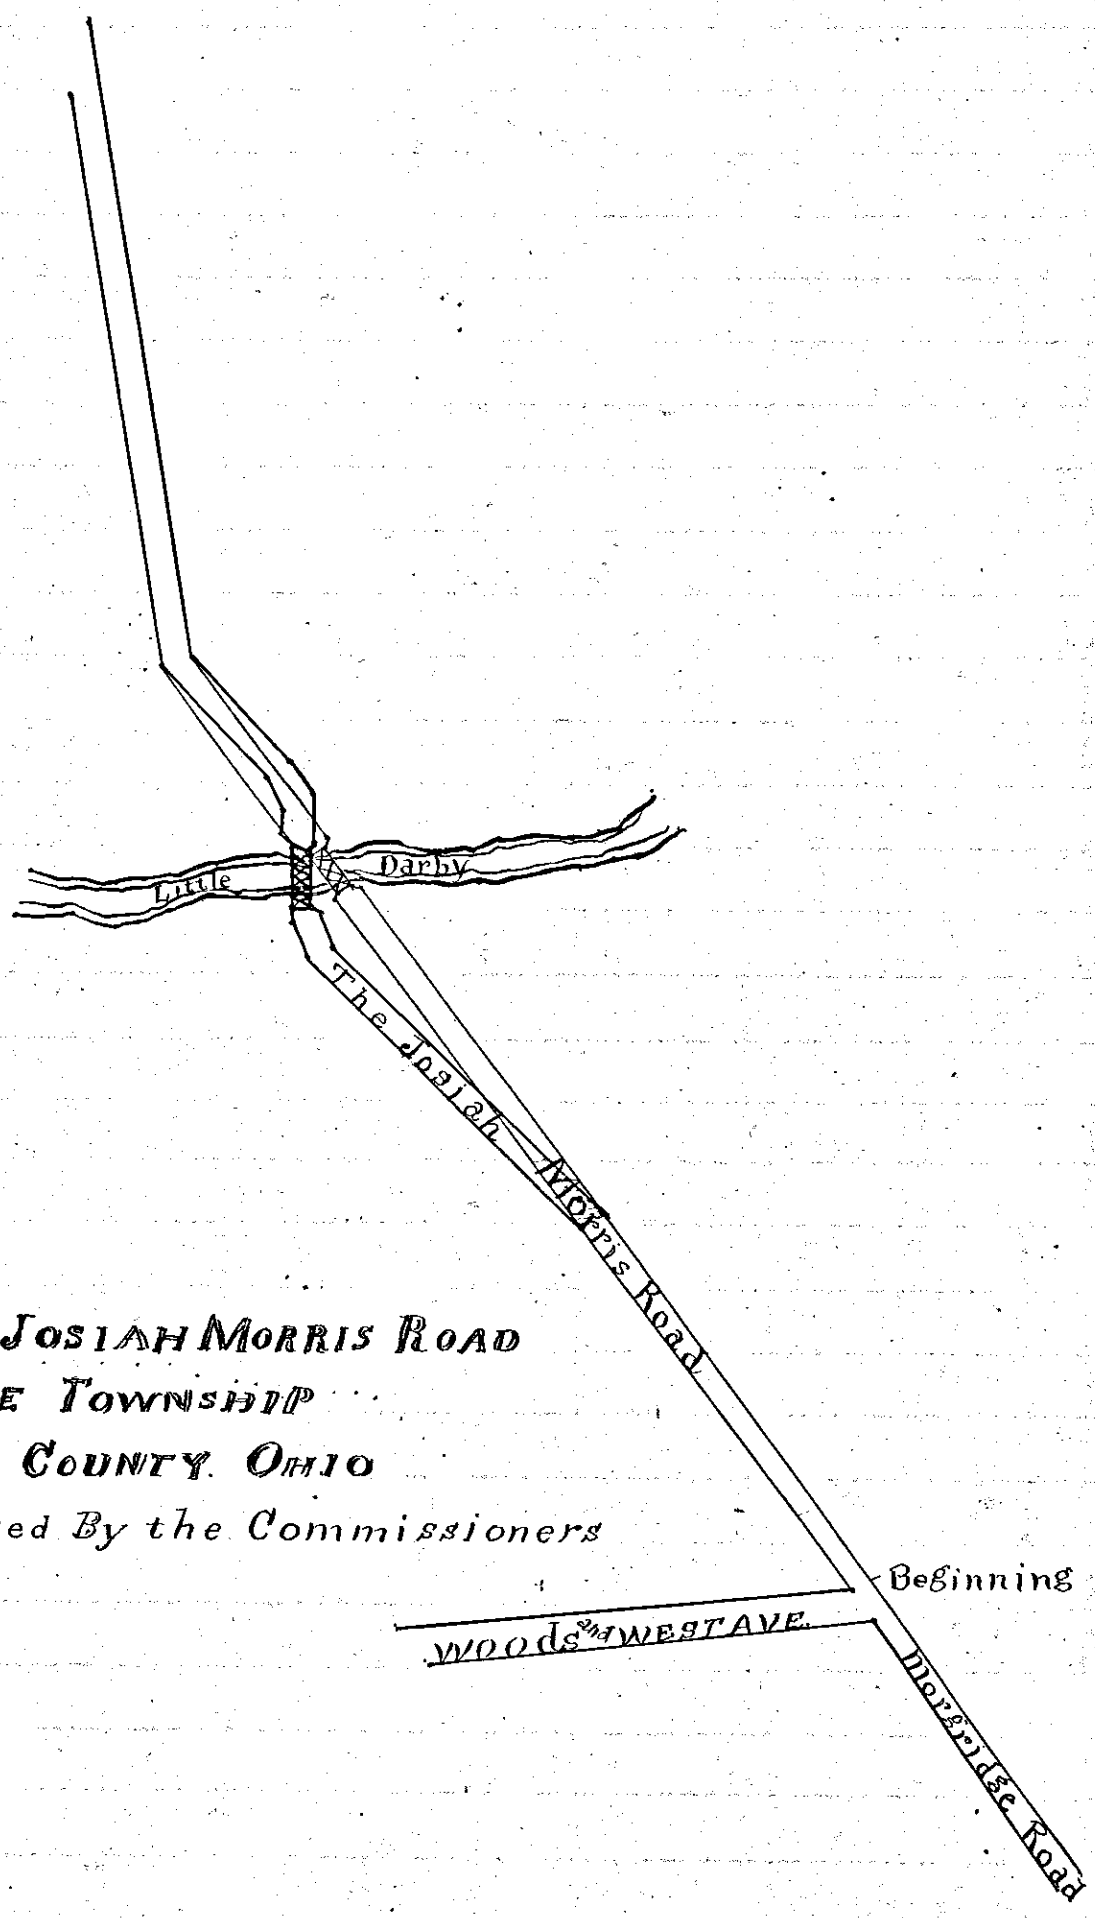 Little Darby
The Josiah Morris Road
JOSIAH MORRIS ROAD
E TOWNSHIP
COUNTY. OHIO
ed By the Commissioners
Beginning
WOODS and WEST AVE.
Morgridge Road